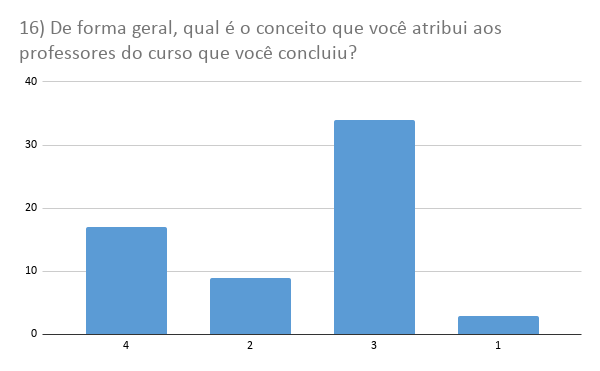 16) De forma geral, qual é o conceito que você atribui aos
professores do curso que você concluiu?
40
30
20
10
0
4 2 3 1